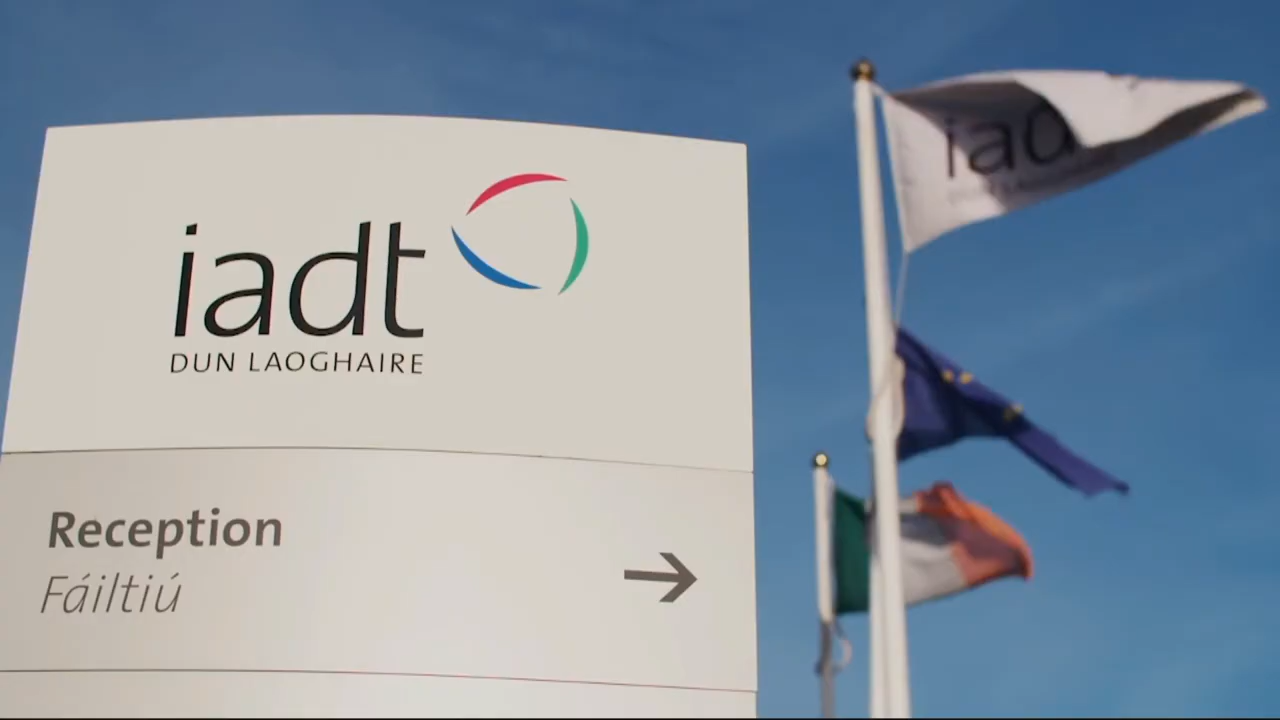 iadt
DUN LAOGHAIRE
Reception
Fáiltiú
iadt